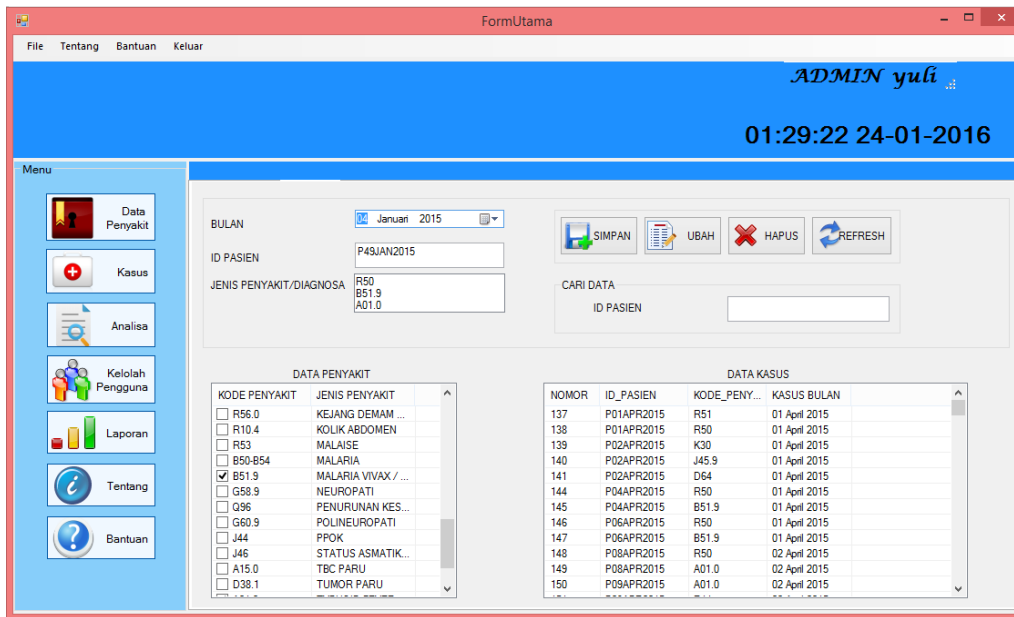 FormUtama
File Tentang Bantuan Keluar
ADMIN yuli
01:29:22 24-01-2016
Menu
Data Penyakit
Kasus
Analisa
Kelolah Pengguna
Laporan
Tentang
Bantuan
BULAN 04 Januari 2015
ID PASIEN P49JAN2015
JENIS PENYAKIT/DIAGNOSA R50
B51.9
A01.0
SIMPAN UBAH HAPUS REFRESH
CARI DATA
ID PASIEN
DATA PENYAKIT
KODE PENYAKIT JENIS PENYAKIT
R56.0 KEJANG DEMAM ...
R10.4 KOLIK ABDOMEN
R53 MALAISE
B50-B54 MALARIA
B51.9 MALARIA VIVAX / ...
G58.9 NEUROPATI
Q96 PENURUNAN KES...
G60.9 POLINEUROPATI
J44 PPOK
J46 STATUS ASMATIK...
A15.0 TBC PARU
D38.1 TUMOR PARU
DATA KASUS
NOMOR ID_PASIEN KODE_PENY... KASUS BULAN
137 P01APR2015 R51 01 April 2015
138 P01APR2015 R50 01 April 2015
139 P02APR2015 K30 01 April 2015
140 P02APR2015 J45.9 01 April 2015
141 P02APR2015 D64 01 April 2015
144 P04APR2015 R50 01 April 2015
145 P04APR2015 B51.9 01 April 2015
146 P06APR2015 R50 01 April 2015
147 P06APR2015 B51.9 01 April 2015
148 P08APR2015 R50 02 April 2015
149 P08APR2015 A01.0 02 April 2015
150 P09APR2015 A01.0 02 April 2015